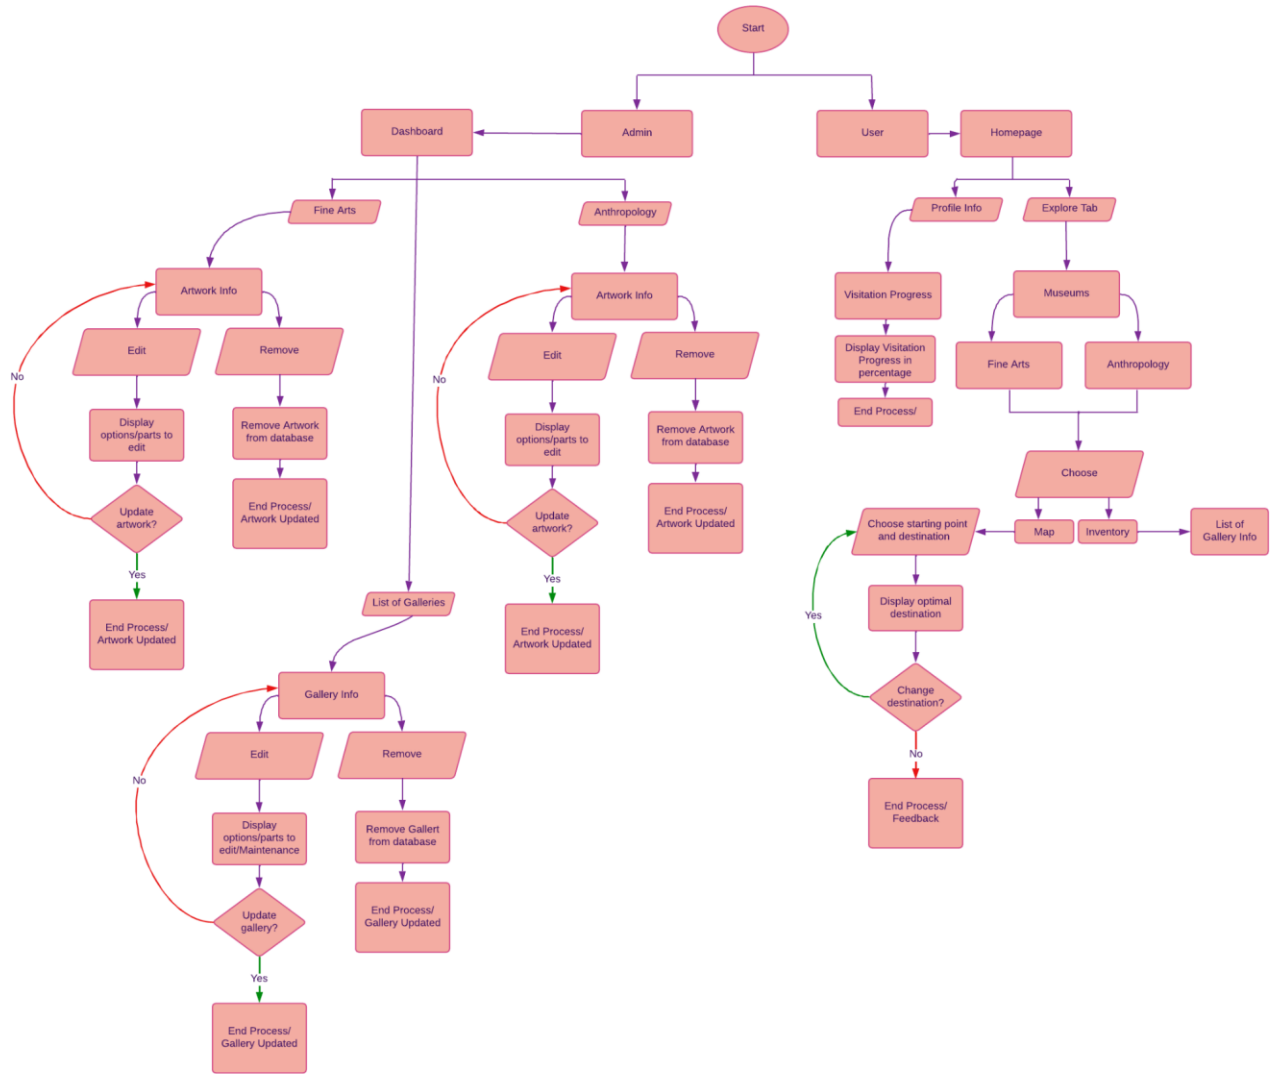 Start
Dashboard
Admin
User
Homepage
Fine Arts
Anthropology
Profile Info
Explore Tab
Artwork Info
Artwork Info
Visitation Progress
Museums
Edit
Remove
Edit
Remove
Display Visitation
Progress in
percentage
Fine Arts
Anthropology
No
No
End Process/
Display
options/parts to
edit
Remove Artwork
from database
Display
options/parts to
edit
Remove Artwork
from database
Choose
Update
artwork?
End Process/
Artwork Updated
Update
artwork?
End Process/
Artwork Updated
Choose starting point
and destination
Map
Inventory
List of
Gallery Info
Yes
Yes
List of Galleries
Display optimal
destination
Yes
End Process/
Artwork Updated
End Process/
Artwork Updated
Gallery Info
Change
destination?
Edit
Remove
No
No
Display
options/parts to
edit/Maintenance
Remove Gallert
from database
End Process/
Feedback
Update
gallery?
End Process/
Gallery Updated
Yes
End Process/
Gallery Updated